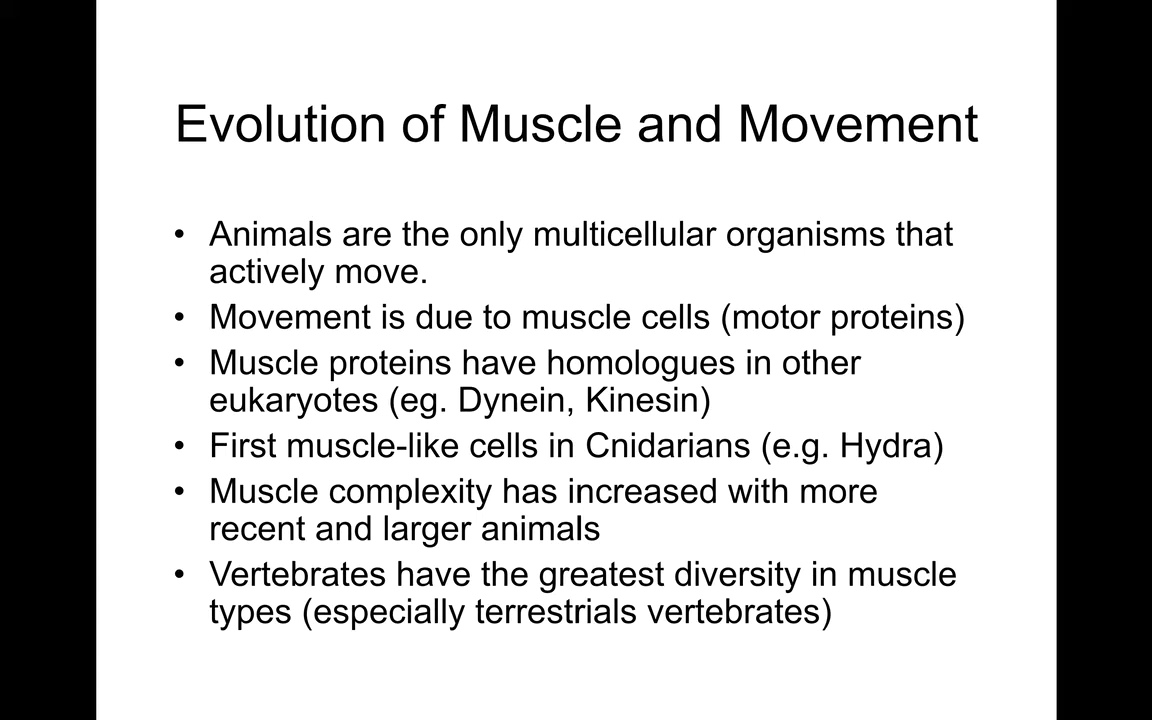 Evolution of Muscle and Movement
• Animals are the only multicellular organisms that
actively move.
• Movement is due to muscle cells (motor proteins)
• Muscle proteins have homologues in other
eukaryotes (eg. Dynein, Kinesin)
• First muscle-like cells in Cnidarians (e.g. Hydra)
• Muscle complexity has increased with more
recent and larger animals
• Vertebrates have the greatest diversity in muscle
types (especially terrestrials vertebrates)